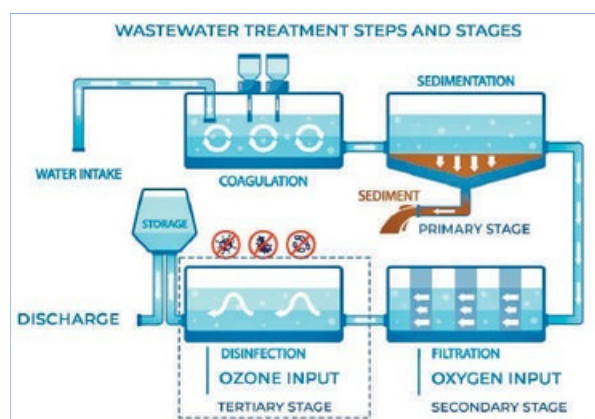 WASTEWATER TREATMENT STEPS AND STAGES
SEDIMENTATION
WATER INTAKE
COAGULATION
SEDIMENT
PRIMARY STAGE
STORAGE
DISCHARGE
DISINFECTION
OZONE INPUT
TERTIARY STAGE
FILTRATION
OXYGEN INPUT
SECONDARY STAGE